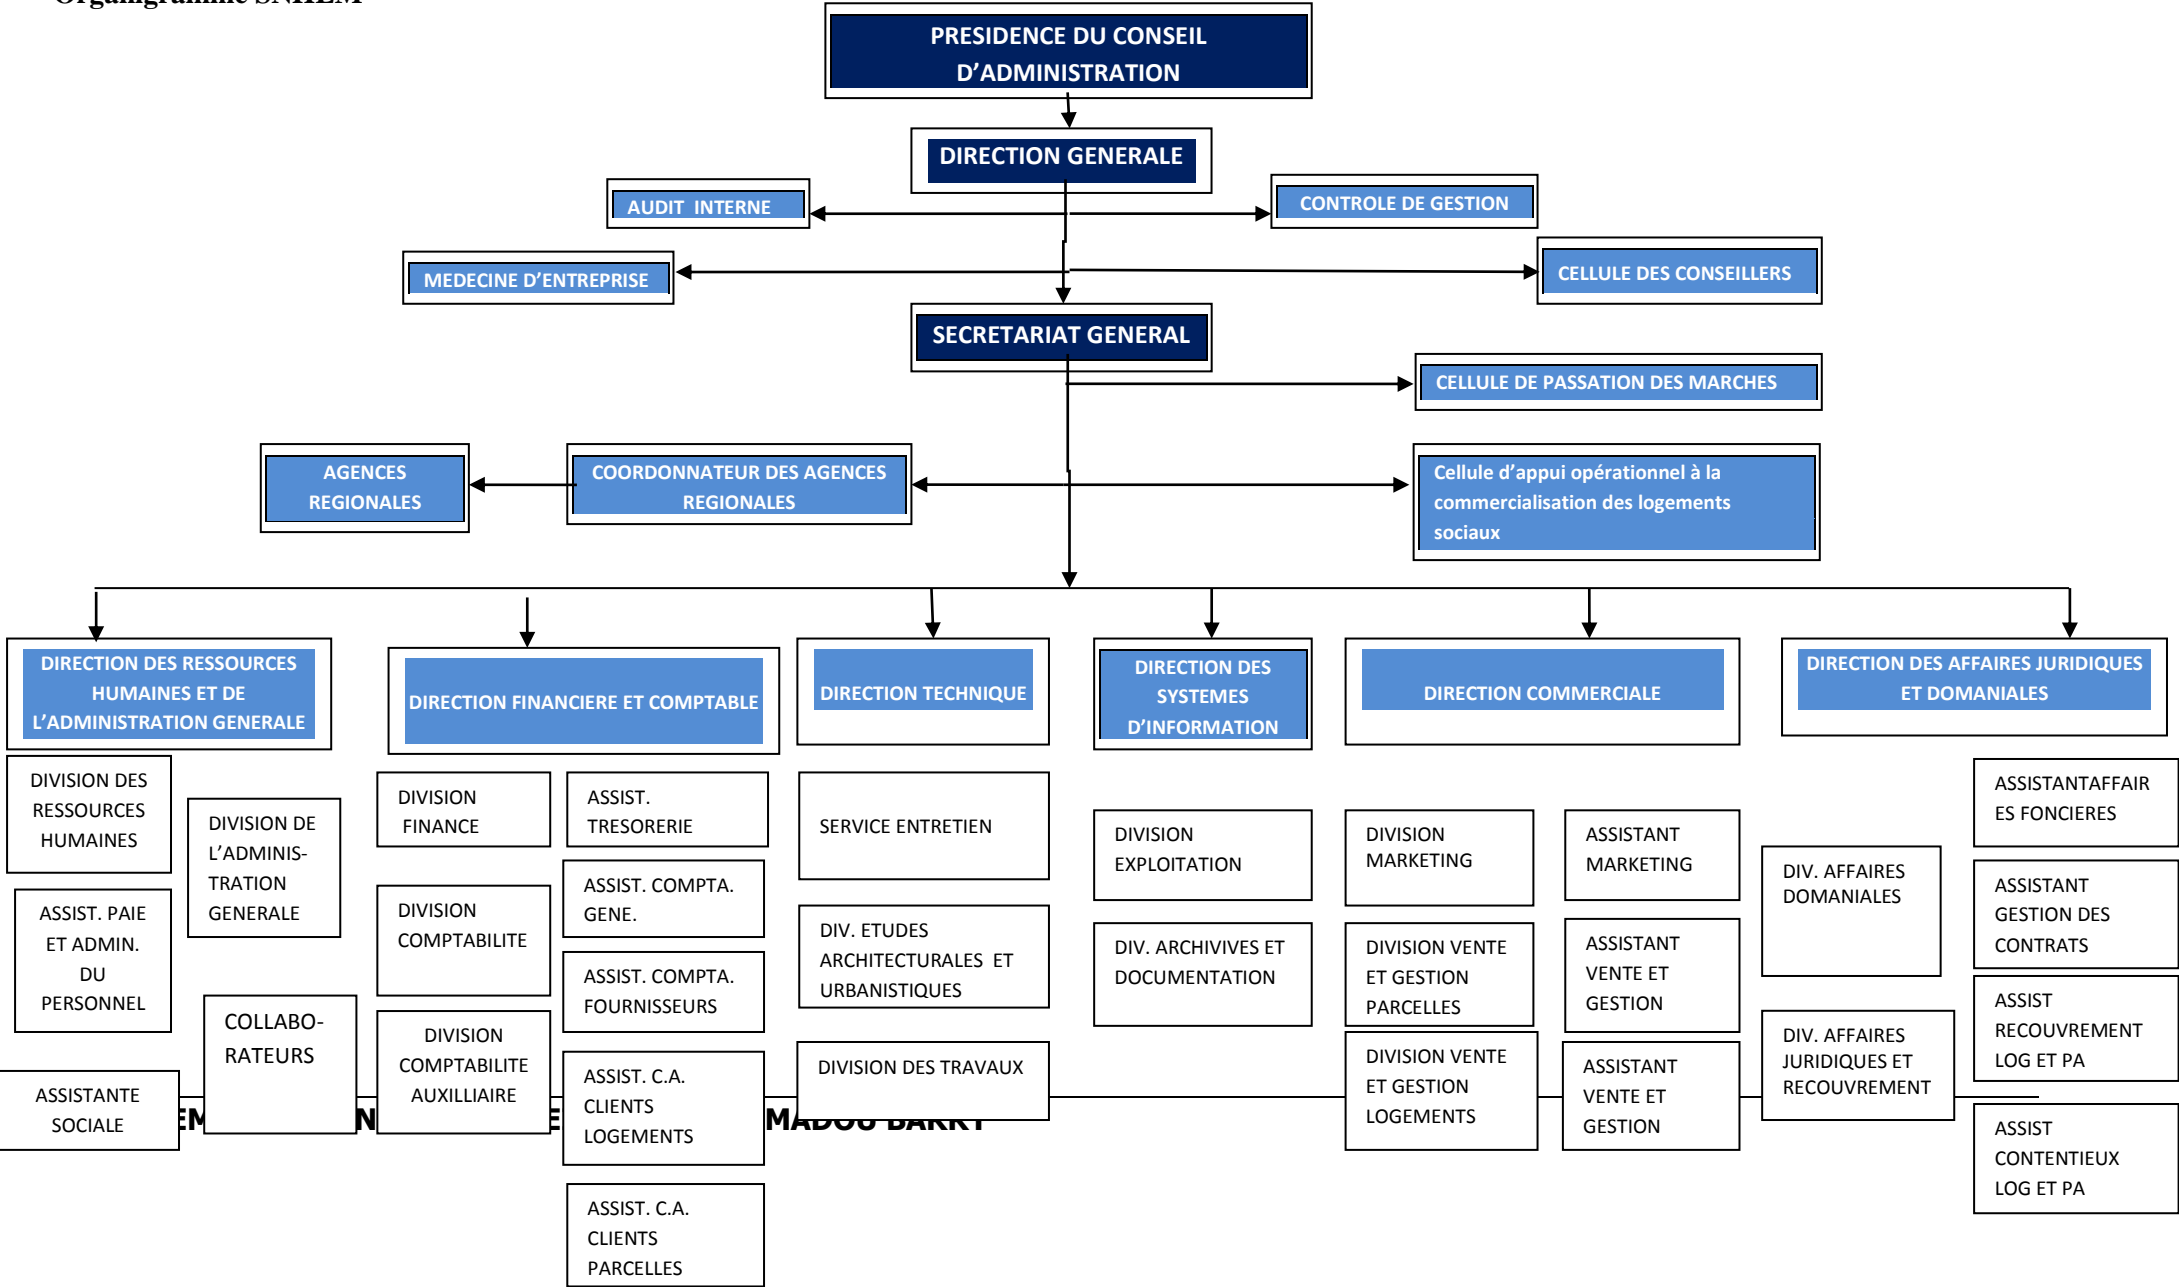 Organigramme SNHLM
PRESIDENCE DU CONSEIL
D’ADMINISTRATION
DIRECTION GENERALE
AUDIT INTERNE
CONTROLE DE GESTION
MEDECINE D’ENTREPRISE
CELLULE DES CONSEILLERS
SECRETARIAT GENERAL
CELLULE DE PASSATION DES MARCHES
AGENCES
REGIONALES
COORDONNATEUR DES AGENCES
REGIONALES
Cellule d’appui opérationnel à la
commercialisation des logements
sociaux
DIRECTION DES RESSOURCES
HUMAINES ET DE
L’ADMINISTRATION GENERALE
DIRECTION FINANCIERE ET COMPTABLE
DIRECTION TECHNIQUE
DIRECTION DES
SYSTEMES
D’INFORMATION
DIRECTION COMMERCIALE
DIRECTION DES AFFAIRES JURIDIQUES
ET DOMANIALES
DIVISION DES
RESSOURCES
HUMAINES
ASSIST. PAIE
ET ADMIN.
DU
PERSONNEL
ASSISTANTE
SOCIALE
DIVISION DE
L’ADMINIS-
TRATION
GENERALE
COLLABO-
RATEURS
DIVISION
FINANCE
DIVISION
COMPTABILITE
DIVISION
COMPTABILITE
AUXILLIAIRE
ASSIST.
TRESORERIE
ASSIST. COMPTA.
GENE.
ASSIST. COMPTA.
FOURNISSEURS
ASSIST. C.A.
CLIENTS
LOGEMENTS
ASSIST. C.A.
CLIENTS
PARCELLES
SERVICE ENTRETIEN
DIV. ETUDES
ARCHITECTURALES ET
URBANISTIQUES
DIVISION DES TRAVAUX
DIVISION
EXPLOITATION
DIV. ARCHIVIVES ET
DOCUMENTATION
DIVISION
MARKETING
DIVISION VENTE
ET GESTION
PARCELLES
DIVISION VENTE
ET GESTION
LOGEMENTS
ASSISTANT
MARKETING
ASSISTANT
VENTE ET
GESTION
ASSISTANT
VENTE ET
GESTION
DIV. AFFAIRES
DOMANIALES
DIV. AFFAIRES
JURIDIQUES ET
RECOUVREMENT
ASSISTANTAFFAIR
ES FONCIERES
ASSISTANT
GESTION DES
CONTRATS
ASSIST
RECOUVREMENT
LOG ET PA
ASSIST
CONTENTIEUX
LOG ET PA
MADOU BARRY